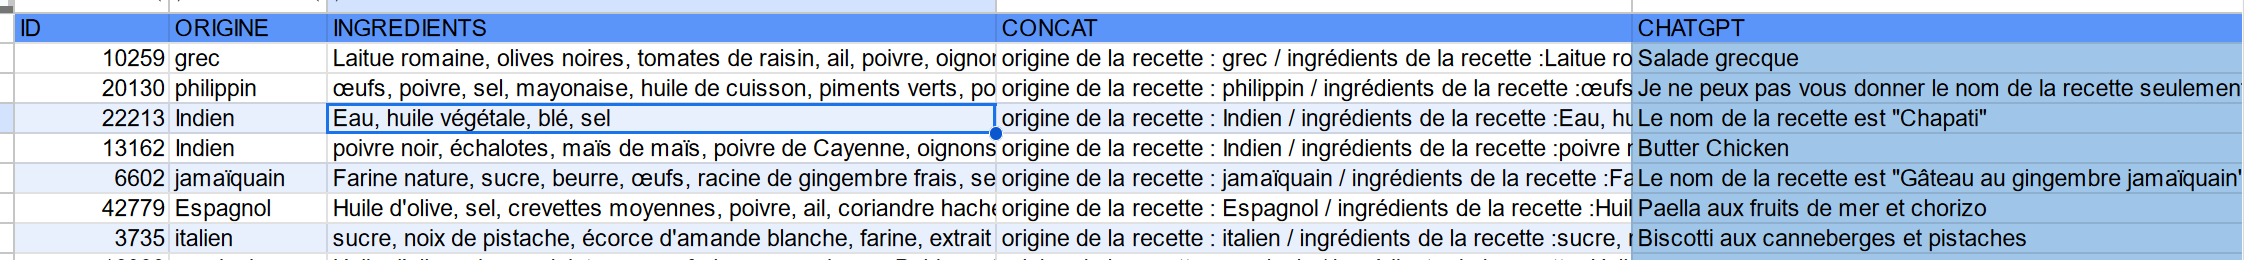 ID ORIGINE INGREDIENTS CONCAT CHATGPT
10259 grec Laitue romaine, olives noires, tomates de raisin, ail, poivre, oignon origine de la recette : grec / ingrédients de la recette :Laitue ro Salade grecque
20130 philippin œufs, poivre, sel, mayonaise, huile de cuisson, piments verts, po origine de la recette : philippin / ingrédients de la recette :œufs Je ne peux pas vous donner le nom de la recette seulement
22213 Indien Eau, huile végétale, blé, sel origine de la recette : Indien / ingrédients de la recette :Eau, hu Le nom de la recette est "Chapati"
13162 Indien poivre noir, échalotes, maïs de maïs, poivre de Cayenne, oignons origine de la recette : Indien / ingrédients de la recette :poivre Butter Chicken
6602 jamaïquain Farine nature, sucre, beurre, œufs, racine de gingembre frais, se origine de la recette : jamaïquain / ingrédients de la recette :Fa Le nom de la recette est "Gâteau au gingembre jamaïquain"
42779 Espagnol Huile d'olive, sel, crevettes moyennes, poivre, ail, coriandre haché origine de la recette : Espagnol / ingrédients de la recette :Huil Paella aux fruits de mer et chorizo
3735 italien sucre, noix de pistache, écorce d'amande blanche, farine, extrait origine de la recette : italien / ingrédients de la recette :sucre, Biscotti aux canneberges et pistaches